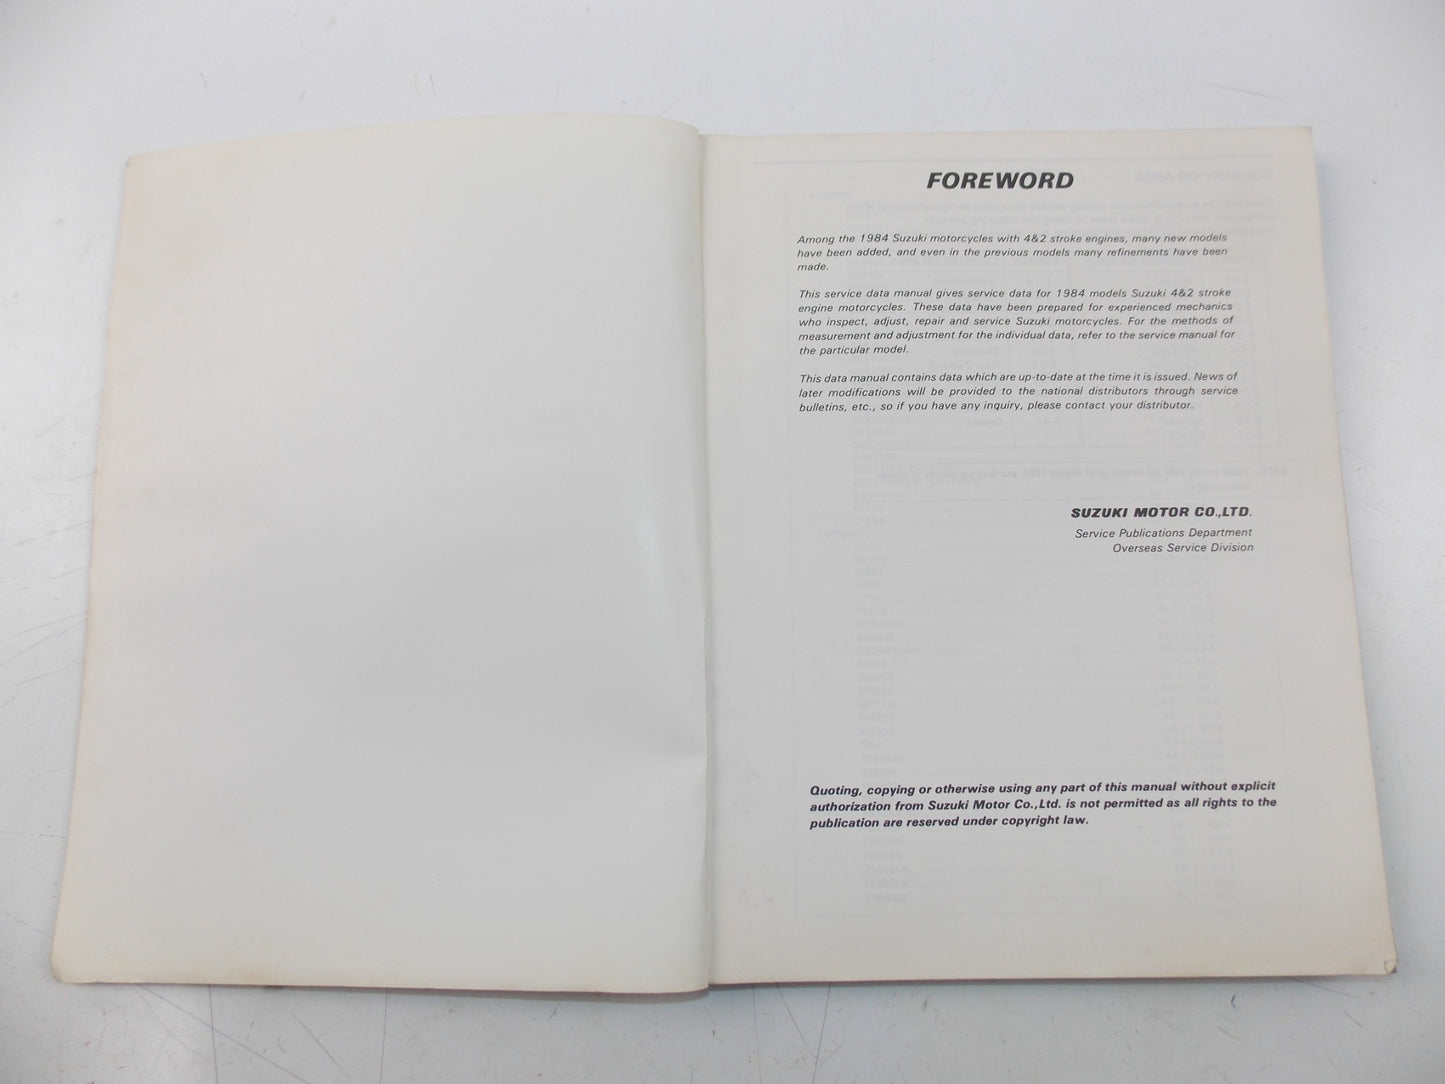 FOREWORD
Among the 1984 Suzuki motorcycles with 4&2 stroke engines, many new models
have been added, and even in the previous models many refinements have been
made.
This service data manual gives service data for 1984 models Suzuki 4&2 stroke
engine motorcycles. These data have been prepared for experienced mechanics
who inspect, adjust, repair and service Suzuki motorcycles. For the methods of
measurement and adjustment for the individual data, refer to the service manual for
the particular model.
This data manual contains data which are up-to-date at the time it is issued. News of
later modifications will be provided to the national distributors through service
bulletins, etc., so if you have any inquiry, please contact your distributor.
SUZUKI MOTOR CO.,LTD.
Service Publications Department
Overseas Service Division
Quoting, copying or otherwise using any part of this manual without explicit
authorization from Suzuki Motor Co.,Ltd. is not permitted as all rights to the
publication are reserved under copyright law.